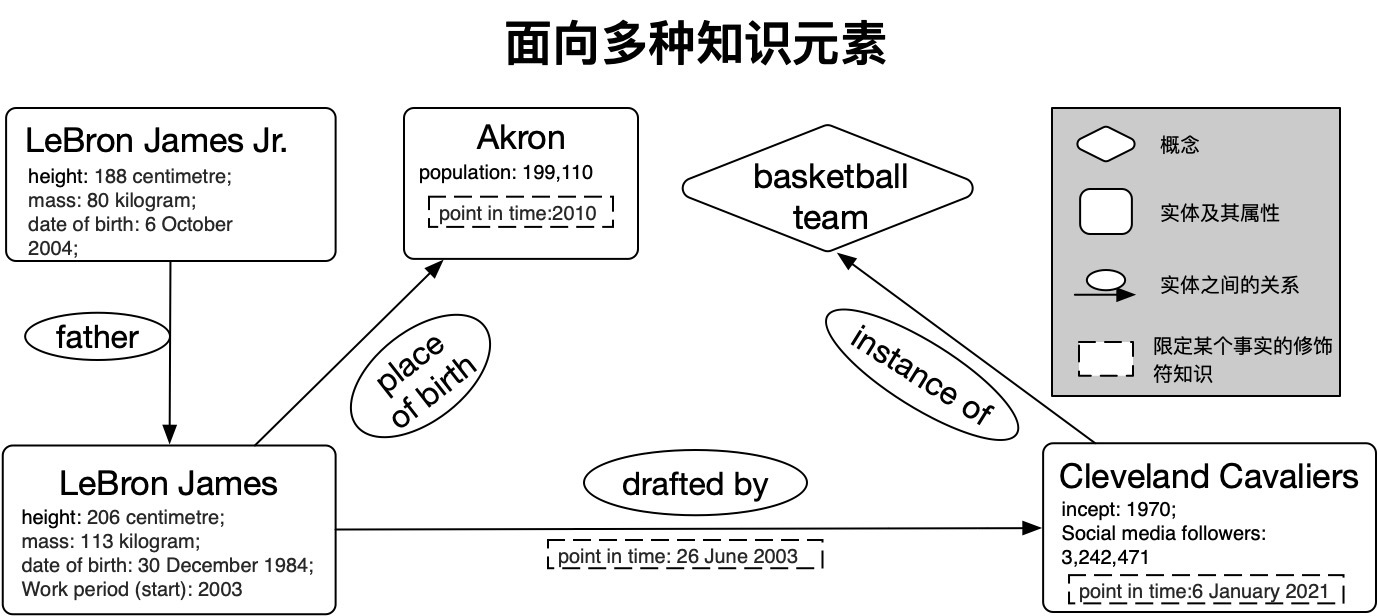 面向多种知识元素
LeBron James Jr.
height: 188 centimetre;
mass: 80 kilogram;
date of birth: 6 October
2004;
Akron
population: 199,110
point in time:2010
basketball
team
概念
实体及其属性
实体之间的关系
限定某个事实的修饰
符知识
father
place
of birth
instance of
LeBron James
height: 206 centimetre;
mass: 113 kilogram;
date of birth: 30 December 1984;
Work period (start): 2003
drafted by
point in time: 26 June 2003
Cleveland Cavaliers
incept: 1970;
Social media followers:
3,242,471
point in time:6 January 2021